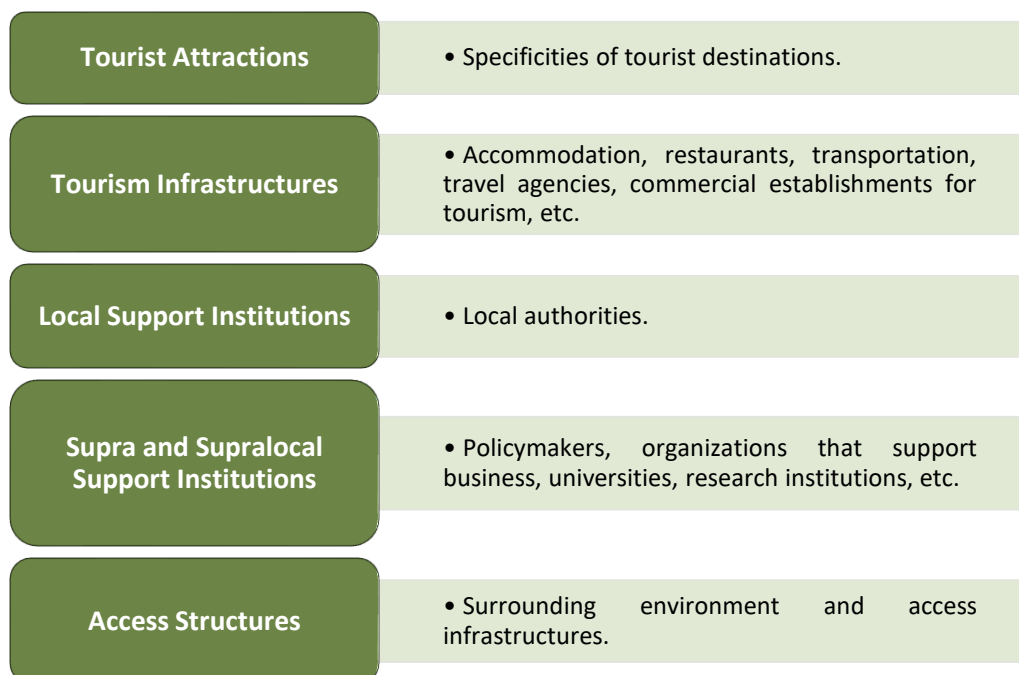 Tourist Attractions
• Specificities of tourist destinations.
Tourism Infrastructures
• Accommodation, restaurants, transportation,
travel agencies, commercial establishments for
tourism, etc.
Local Support Institutions
• Local authorities.
Supra and Supralocal
Support Institutions
• Policymakers, organizations that support
business, universities, research institutions, etc.
Access Structures
• Surrounding environment and access
infrastructures.